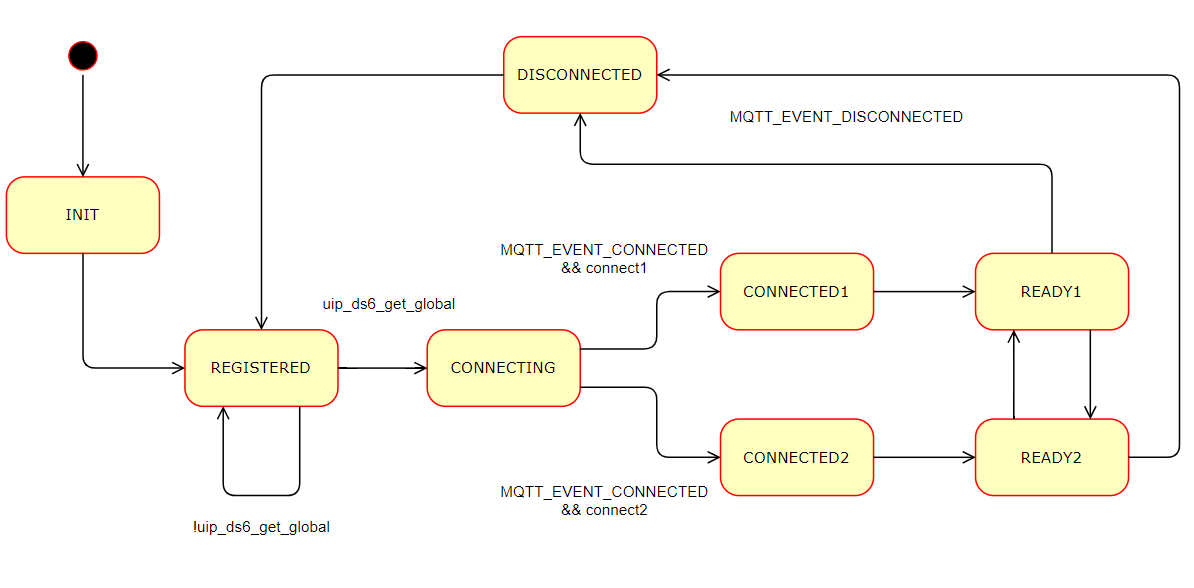 DISCONNECTED
MQTT_EVENT_DISCONNECTED
INIT
MQTT_EVENT_CONNECTED
&& connect1
CONNECTED1
READY1
uip_ds6_get_global
REGISTERED
CONNECTING
CONNECTED2
READY2
MQTT_EVENT_CONNECTED
&& connect2
!uip_ds6_get_global